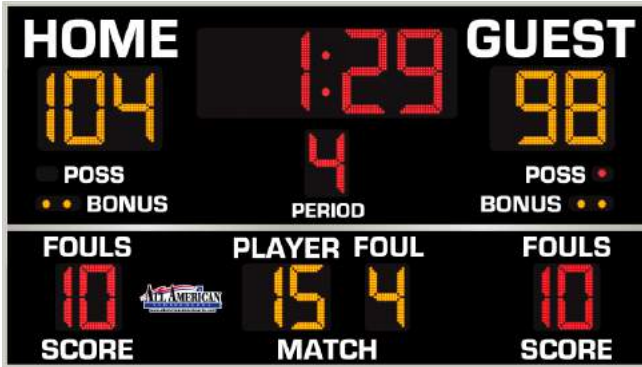 HOME 1:29 GUEST
104 98
4
POSS POSS
BONUS PERIOD BONUS
FOULS PLAYER FOUL FOULS
10 ALL AMERICAN 15 4 10
SCORE MATCH SCORE